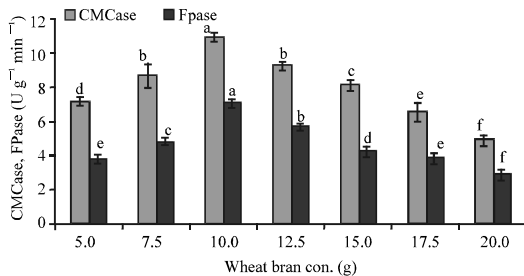 CMCase Fpase
CMCase, FPase (U g⁻¹ min⁻¹)
12
10
8
6
4
2
0
d e
b c
a a
b b
c d
e e
f f
5.0 7.5 10.0 12.5 15.0 17.5 20.0
Wheat bran con. (g)